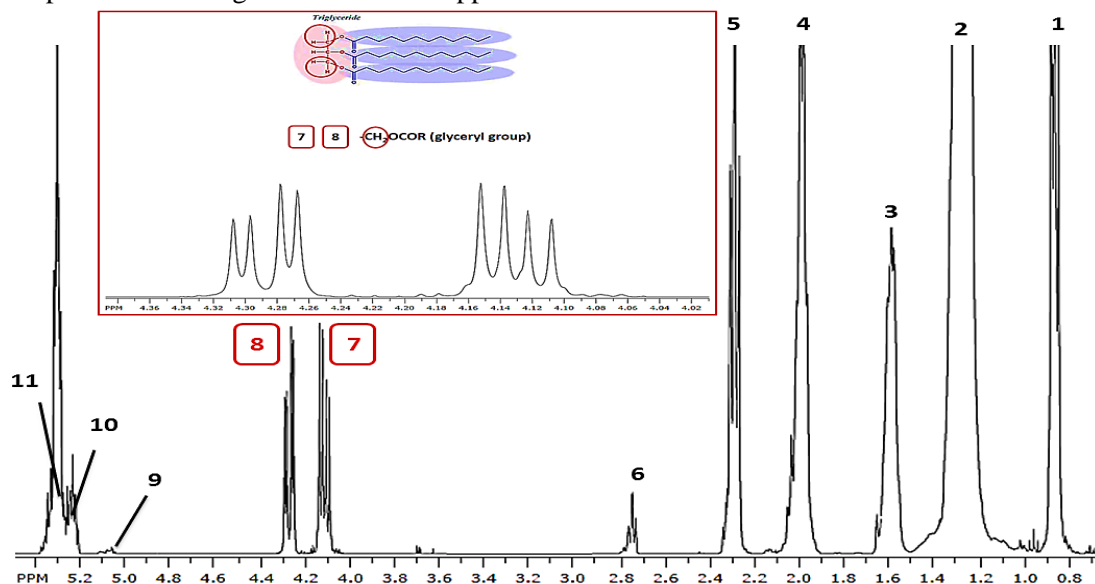 Triglyceride
5 4 2 1
7 8 -CH2OCOR (glyceryl group)
3
PPM 4.36 4.34 4.32 4.30 4.28 4.26 4.24 4.22 4.20 4.18 4.16 4.14 4.12 4.10 4.08 4.06 4.04 4.02
8 7
11
10
9
6
PPM 5.2 5.0 4.8 4.6 4.4 4.2 4.0 3.8 3.6 3.4 3.2 3.0 2.8 2.6 2.4 2.2 2.0 1.8 1.6 1.4 1.2 1.0 0.8